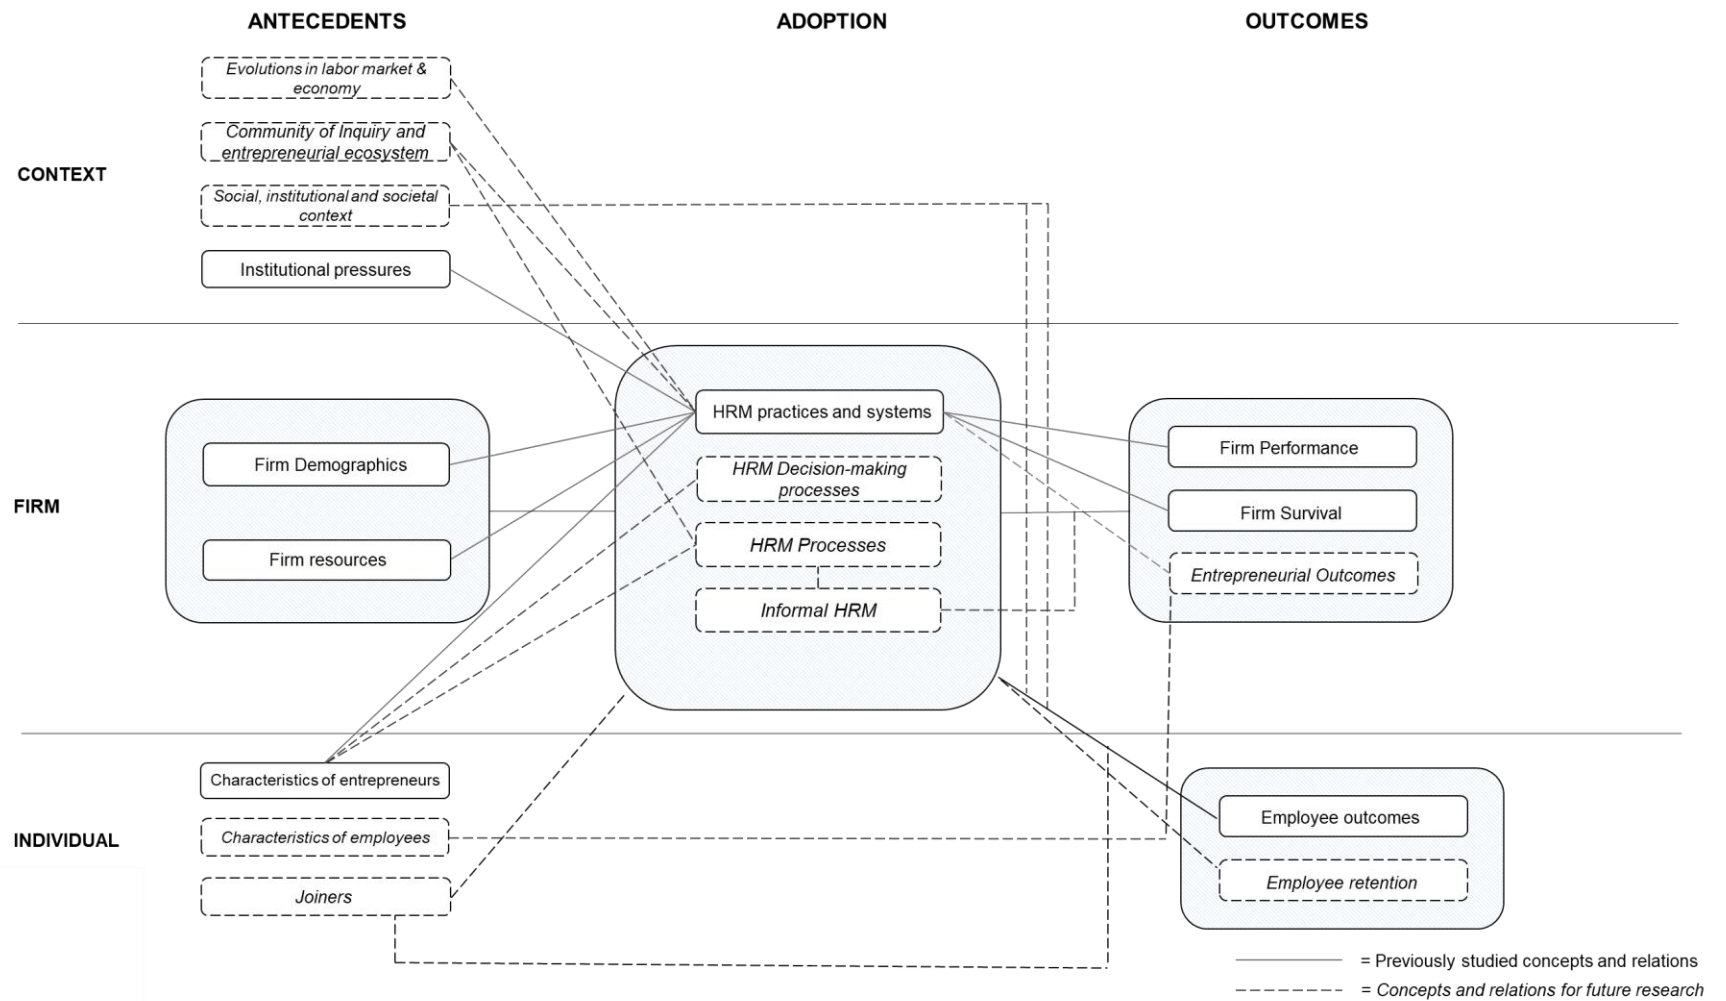 ANTECEDENTS
ADOPTION
OUTCOMES
Evolutions in labor market &
economy
Community of Inquiry and
entrepreneurial ecosystem
CONTEXT
Social, institutional and societal
context
Institutional pressures
HRM practices and systems
Firm Demographics
Firm Performance
HRM Decision-making
processes
FIRM
Firm Survival
Firm resources
HRM Processes
Entrepreneurial Outcomes
Informal HRM
Characteristics of entrepreneurs
INDIVIDUAL
Characteristics of employees
Employee outcomes
Joiners
Employee retention
= Previously studied concepts and relations
= Concepts and relations for future research